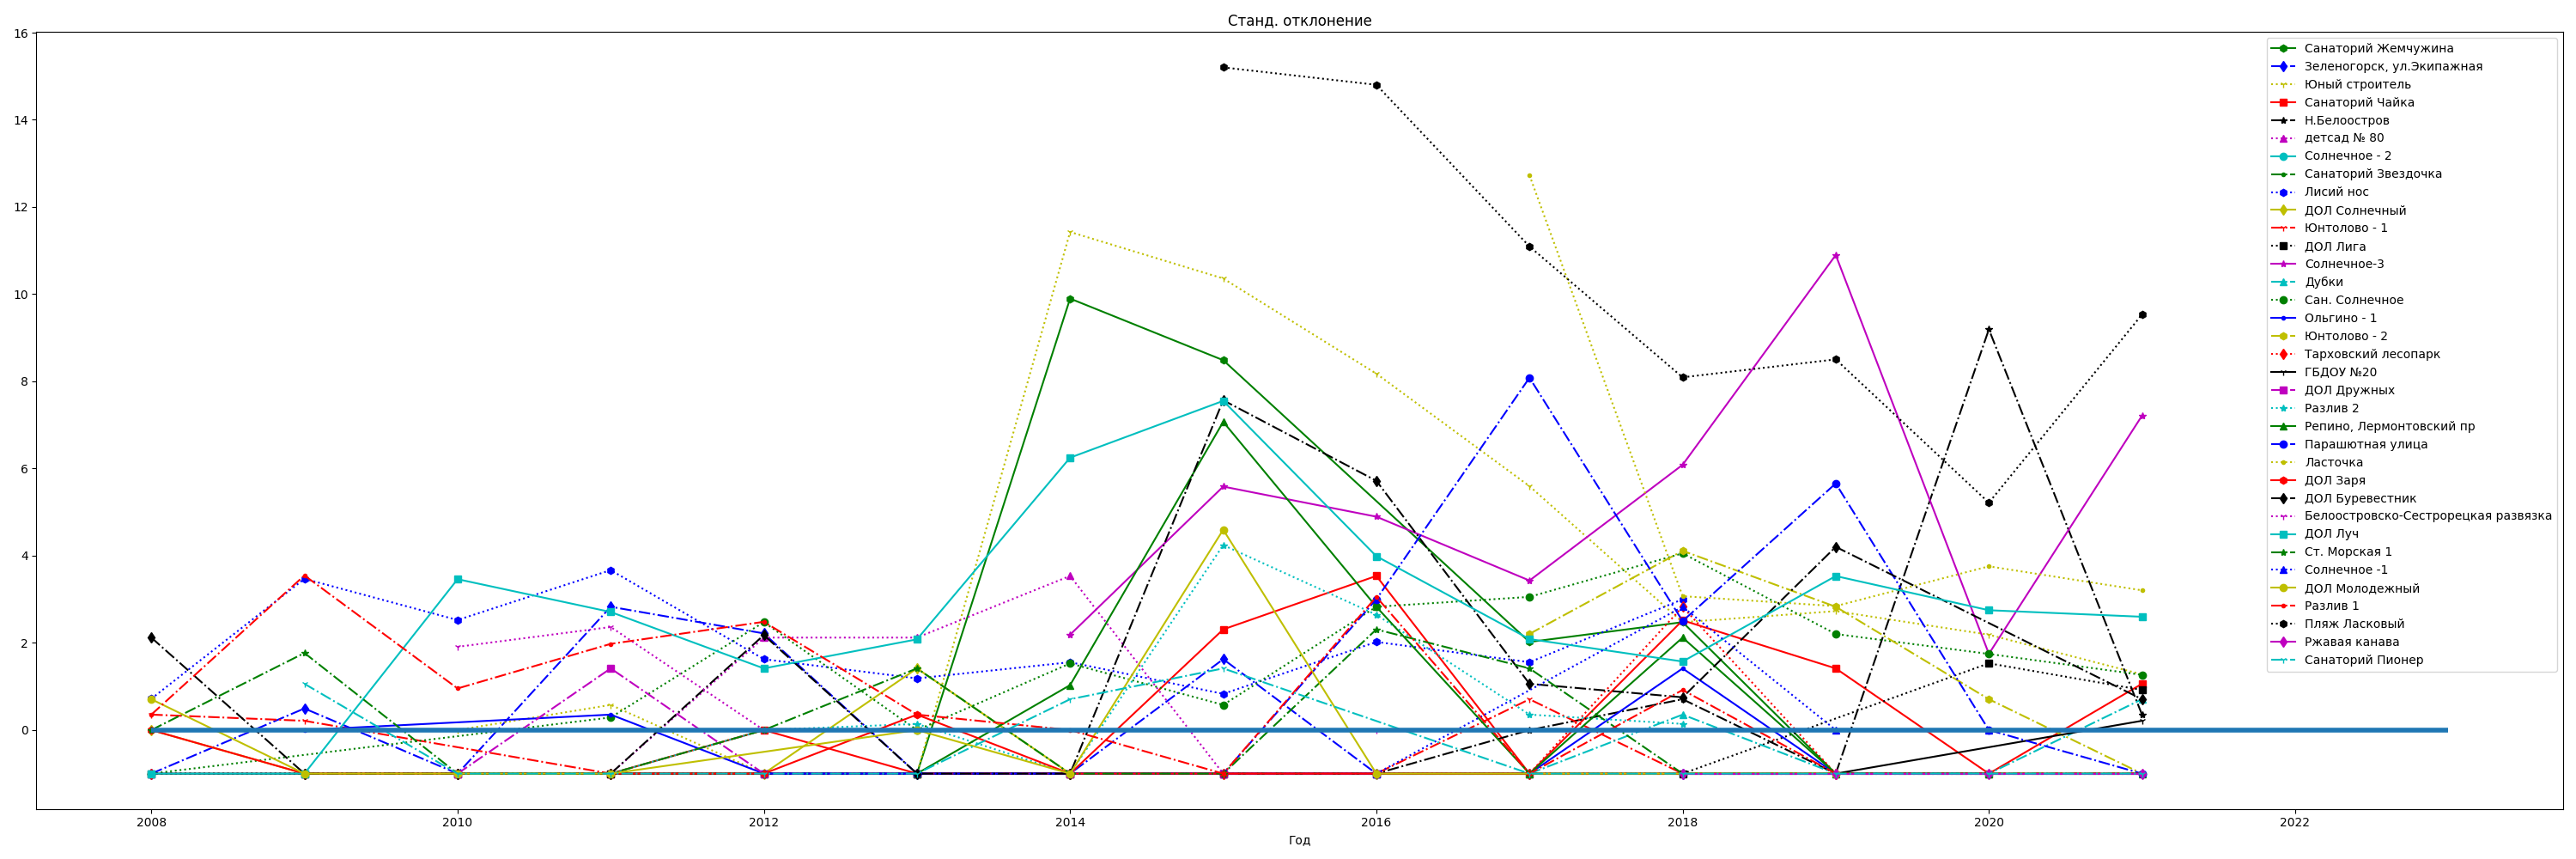 Станд. отклонение
16
14
12
10
8
6
4
2
0
2008 2010 2012 2014 2016 2018 2020 2022
Год
Санаторий Жемчужина
Зеленогорск, ул.Экипажная
Юный строитель
Санаторий Чайка
Н.Белоостров
детсад № 80
Солнечное - 2
Санаторий Звездочка
Лисий нос
ДОЛ Солнечный
Юнтолово - 1
ДОЛ Лига
Солнечное-3
Дубки
Сан. Солнечное
Ольгино - 1
Юнтолово - 2
Тарховский лесопарк
ГБДОУ №20
ДОЛ Дружных
Разлив 2
Репино, Лермонтовский пр
Парашютная улица
Ласточка
ДОЛ Заря
ДОЛ Буревестник
Белоостровско-Сестрорецкая развязка
ДОЛ Луч
Ст. Морская 1
Солнечное -1
ДОЛ Молодежный
Разлив 1
Пляж Ласковый
Ржавая канава
Санаторий Пионер